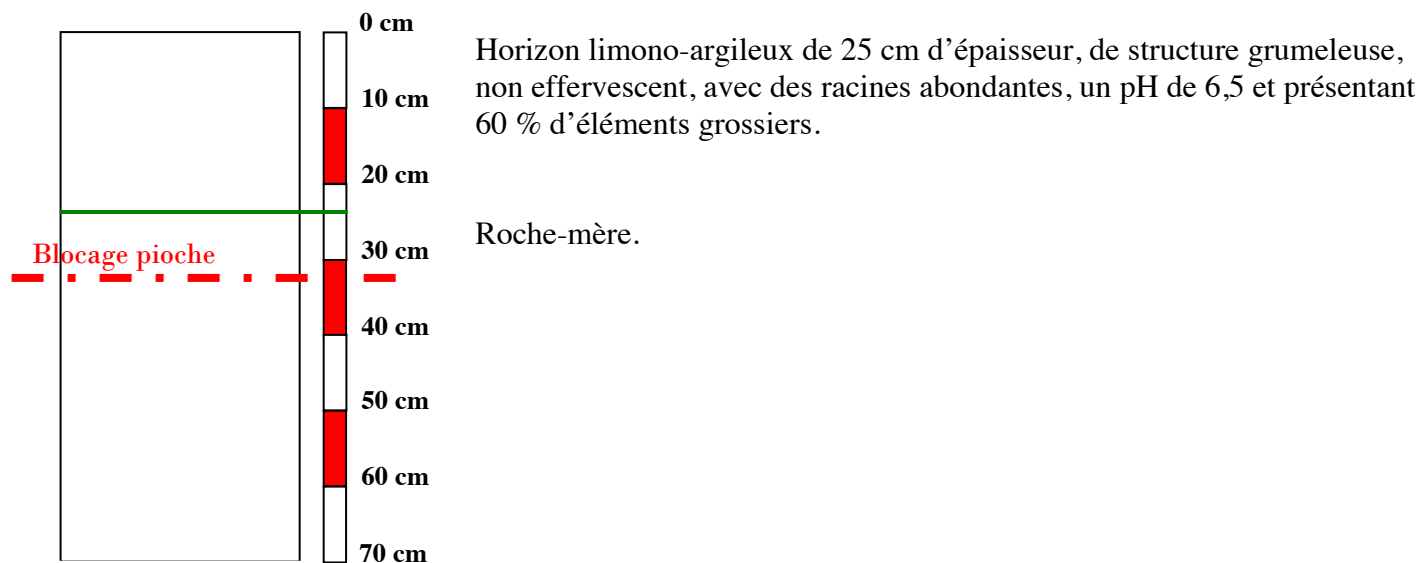 0 cm
Horizon limono-argileux de 25 cm d’épaisseur, de structure grumeleuse,
non effervescent, avec des racines abondantes, un pH de 6,5 et présentant
60 % d’éléments grossiers.
10 cm
20 cm
Roche-mère.
Blocage pioche
30 cm
40 cm
50 cm
60 cm
70 cm